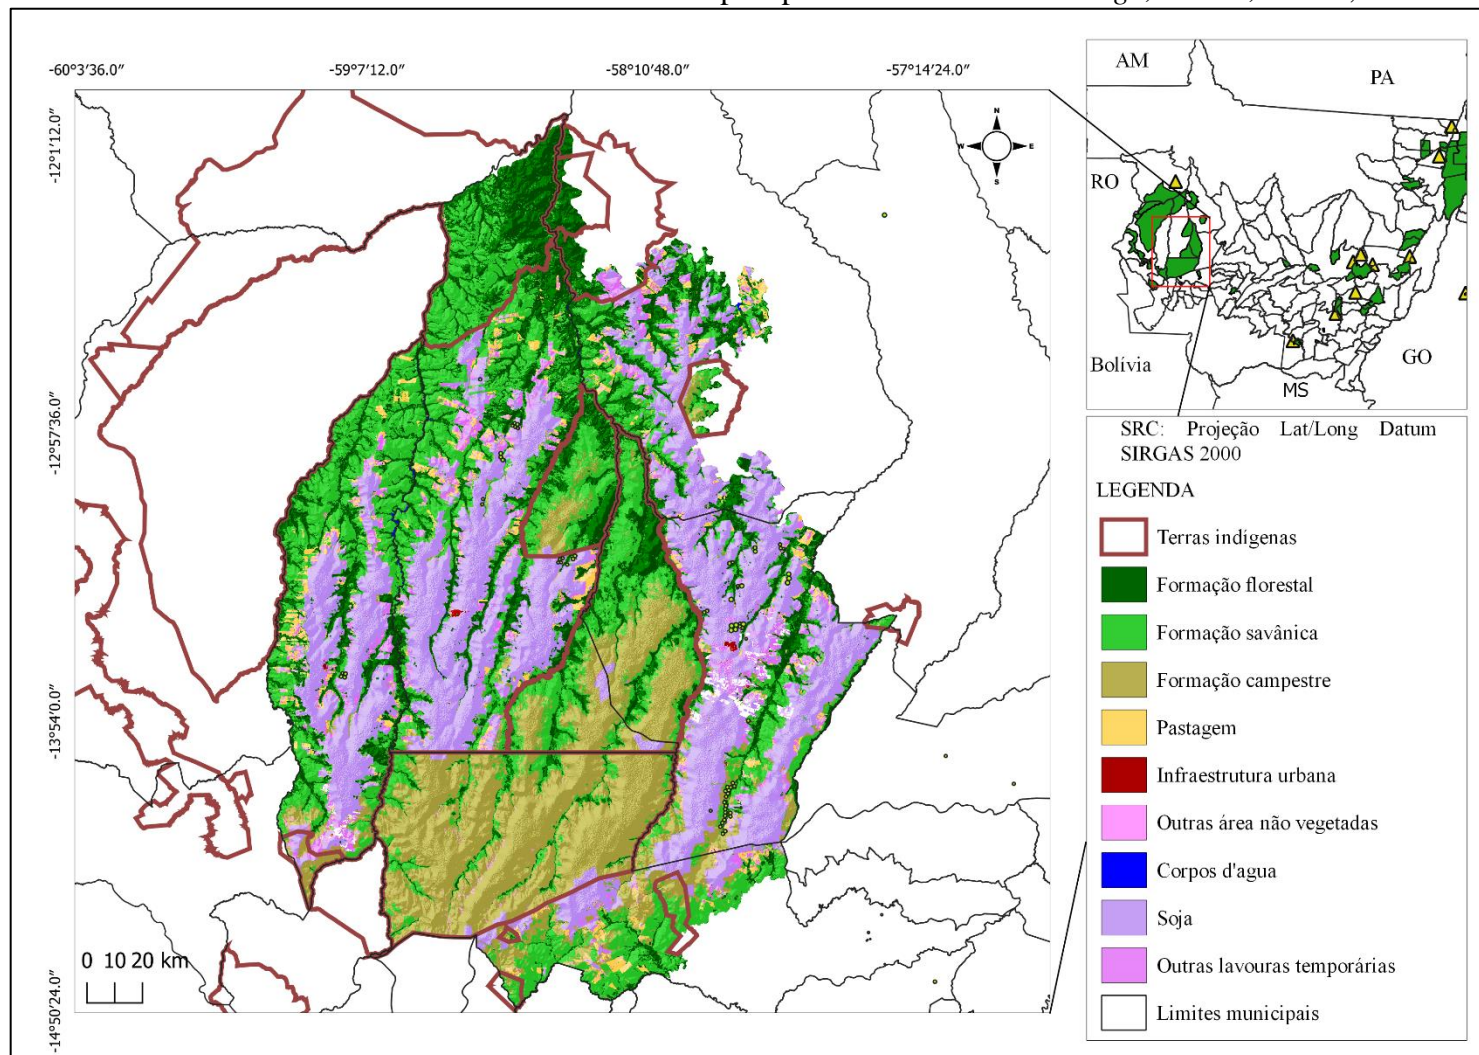 -60°3'36.0"
-59°7'12.0"
-58°10'48.0"
-57°14'24.0"
-12°1'12.0"
-12°57'36.0"
-13°54'0.0"
-14°50'24.0"
N
W
E
S
0 10 20 km
AM
PA
RO
Bolívia
GO
MS
SRC: Projeção Lat/Long Datum
SIRGAS 2000
LEGENDA
Terras indígenas
Formação florestal
Formação savânica
Formação campestre
Pastagem
Infraestrutura urbana
Outras área não vegetadas
Corpos d'agua
Soja
Outras lavouras temporárias
Limites municipais